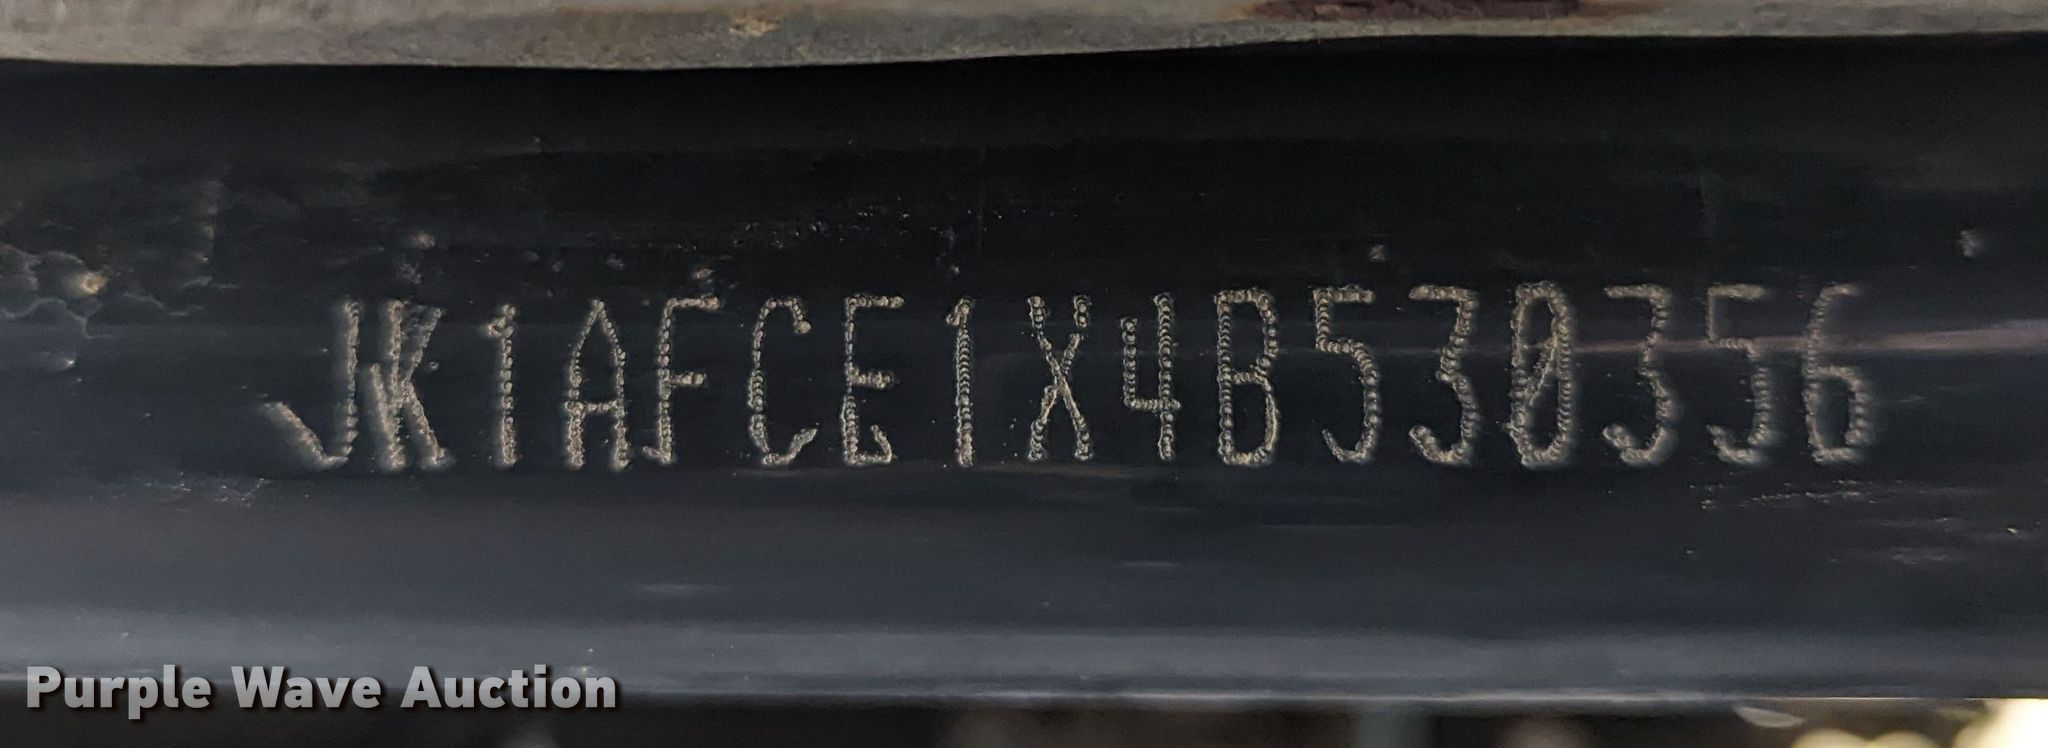 JK1AFCE1X4B530356
Purple Wave Auction